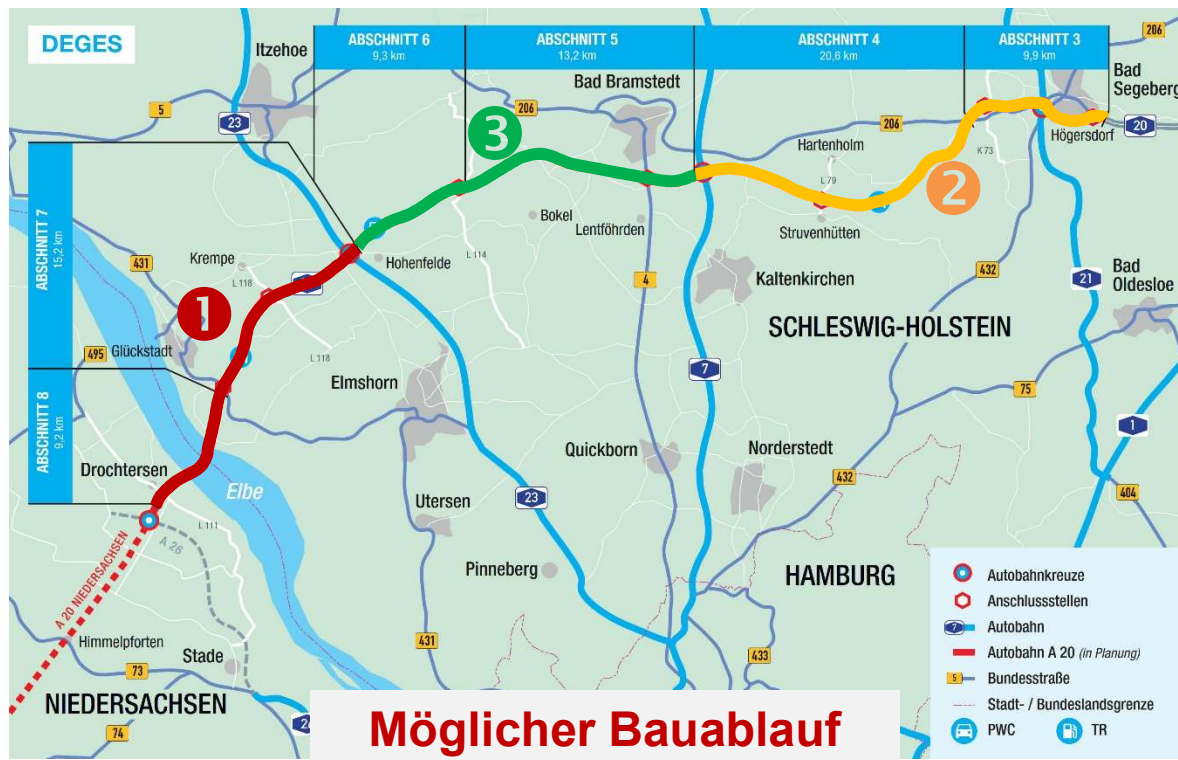 DEGES
Itzehoe
ABSCHNITT 6
9,3 km
ABSCHNITT 5
13,2 km
ABSCHNITT 4
20,6 km
ABSCHNITT 3
9,9 km
206
Bad
Segeberg
5
23
Bad Bramstedt
206
3
206
20
Högersdorf
Hartenholm
K 73
L 79
2
ABSCHNITT 7
15,2 km
Bokel
Lentföhrden
Struvenhütten
431
Krempe
L 118
Hohenfelde
L 114
432
Bad
Oldesloe
1
4
Kaltenkirchen
21
SCHLESWIG-HOLSTEIN
495
Glückstadt
L 118
7
ABSCHNITT 8
9,2 km
Elmshorn
75
1
Drochtersen
Quickborn
Norderstedt
432
Elbe
404
Utersen
23
L 111
A 26
A 20 NIEDERSACHSEN
Pinneberg
HAMBURG
Himmelpforten
431
433
73
Stade
NIEDERSACHSEN
74
Autobahnkreuze
Anschlussstellen
7 Autobahn
Autobahn A 20 (in Planung)
5 Bundesstraße
Stadt- / Bundeslandsgrenze
PWC TR
Möglicher Bauablauf